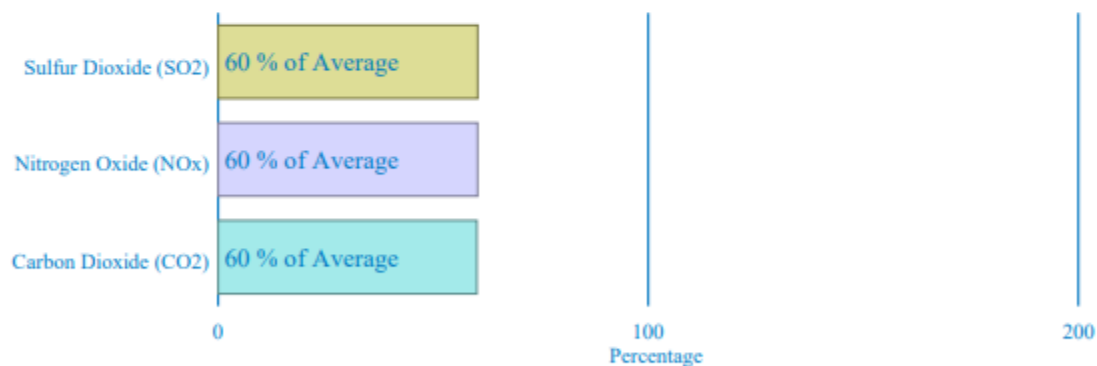 Sulfur Dioxide (SO2) 60 % of Average
Nitrogen Oxide (NOx) 60 % of Average
Carbon Dioxide (CO2) 60 % of Average
0 100 200
Percentage